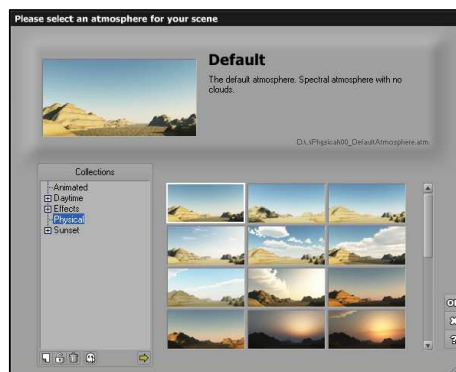 Please select an atmosphere for your scene
Default
The default atmosphere. Spectral atmosphere with no
clouds.
D:\..\Physical\00_DefaultAtmosphere.atm
Collections
Animated
Daytime
Effects
Physical
Sunset
?